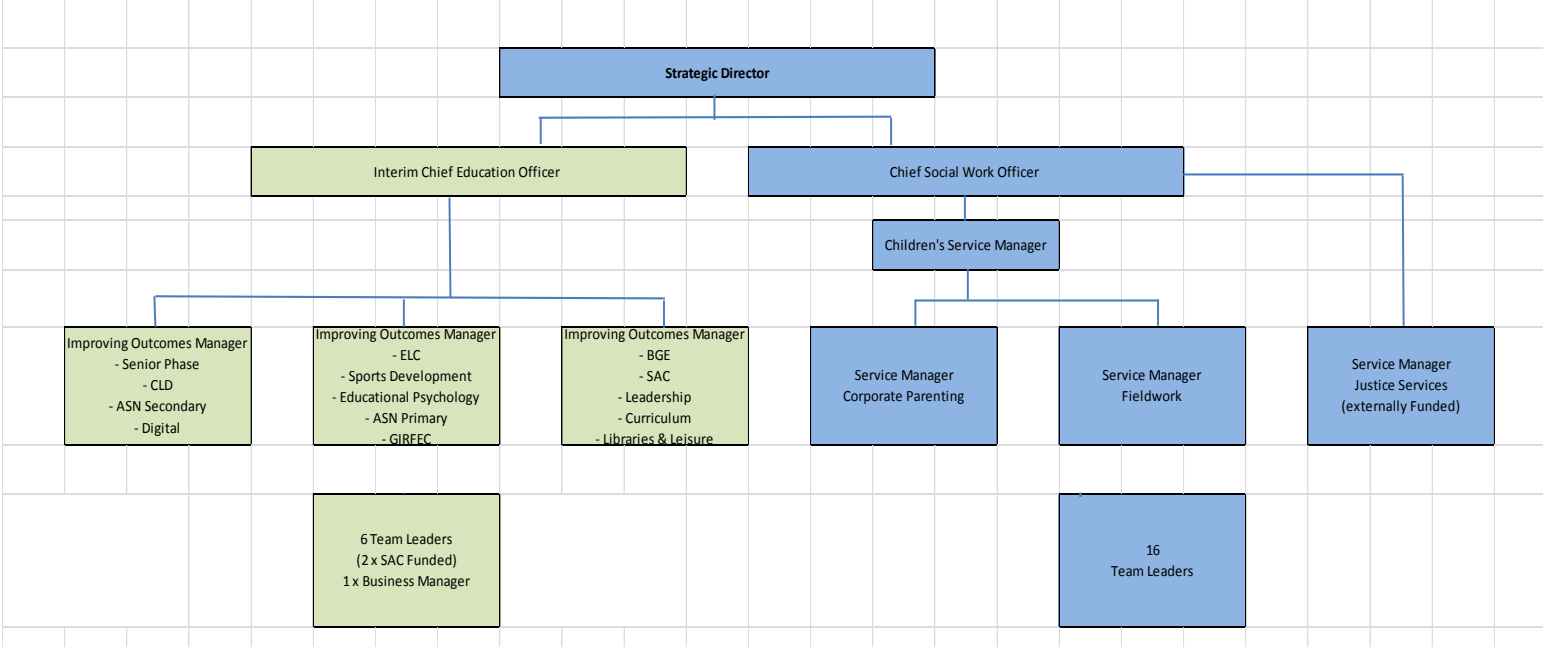 Strategic Director
Interim Chief Education Officer
Chief Social Work Officer
Children's Service Manager
Improving Outcomes Manager
- Senior Phase
- CLD
- ASN Secondary
- Digital
Improving Outcomes Manager
- ELC
- Sports Development
- Educational Psychology
- ASN Primary
- GIRFEC
Improving Outcomes Manager
- BGE
- SAC
- Leadership
- Curriculum
- Libraries & Leisure
Service Manager
Corporate Parenting
Service Manager
Fieldwork
Service Manager
Justice Services
(externally Funded)
6 Team Leaders
(2 x SAC Funded)
1 x Business Manager
16
Team Leaders